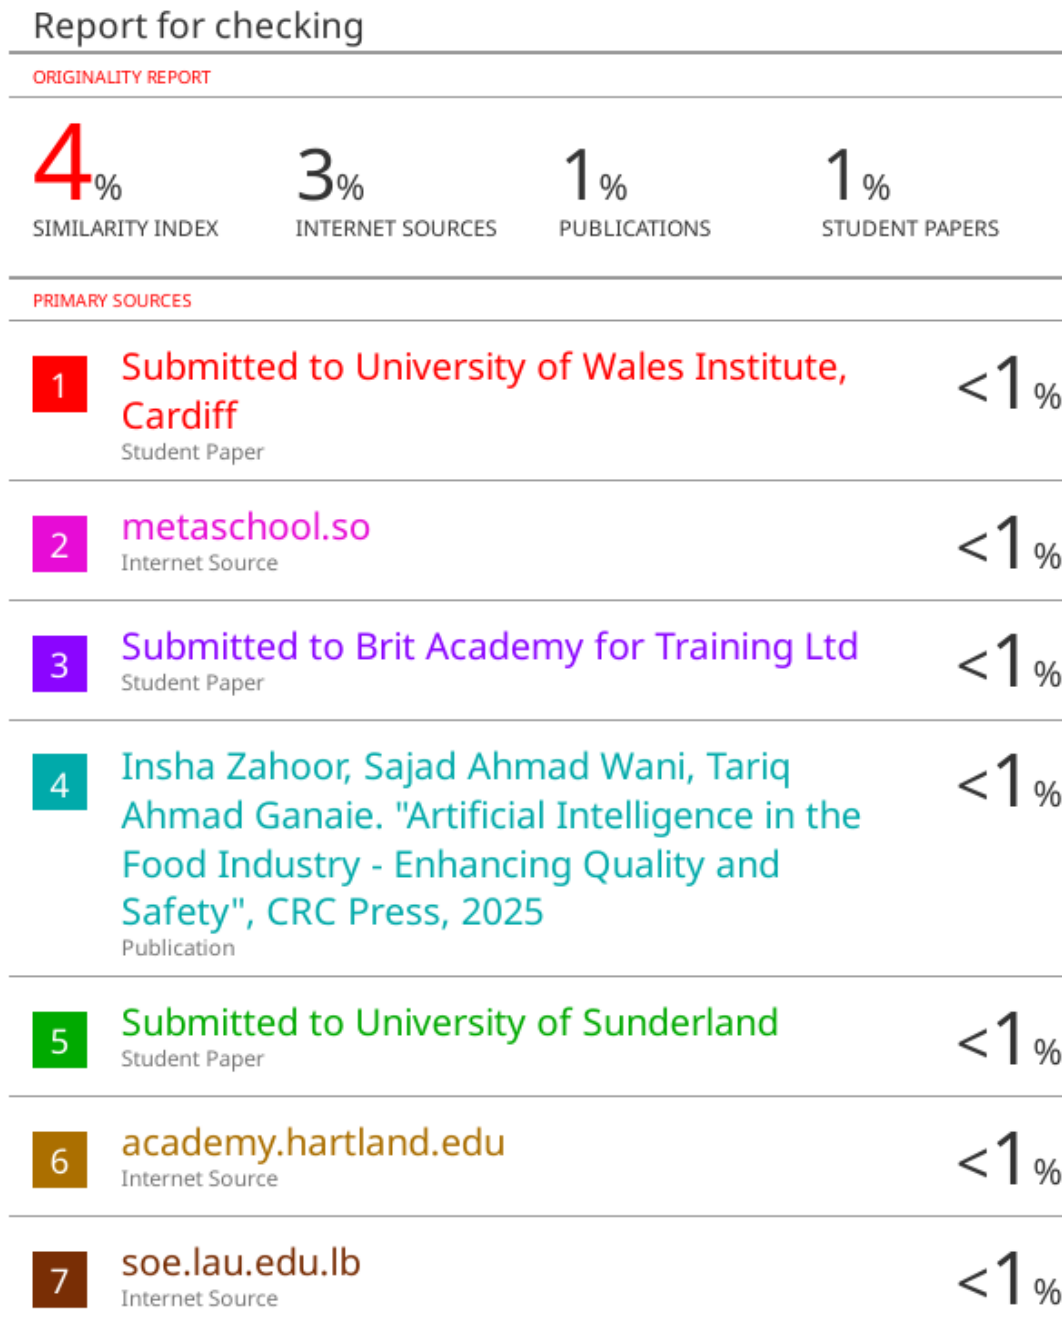 Report for checking
ORIGINALITY REPORT
4% 3% 1% 1%
SIMILARITY INDEX INTERNET SOURCES PUBLICATIONS STUDENT PAPERS
PRIMARY SOURCES
1 Submitted to University of Wales Institute, <1%
Cardiff
Student Paper
2 metaschool.so <1%
Internet Source
3 Submitted to Brit Academy for Training Ltd <1%
Student Paper
4 Insha Zahoor, Sajad Ahmad Wani, Tariq <1%
Ahmad Ganaie. "Artificial Intelligence in the
Food Industry - Enhancing Quality and
Safety", CRC Press, 2025
Publication
5 Submitted to University of Sunderland <1%
Student Paper
6 academy.hartland.edu <1%
Internet Source
7 soe.lau.edu.lb <1%
Internet Source